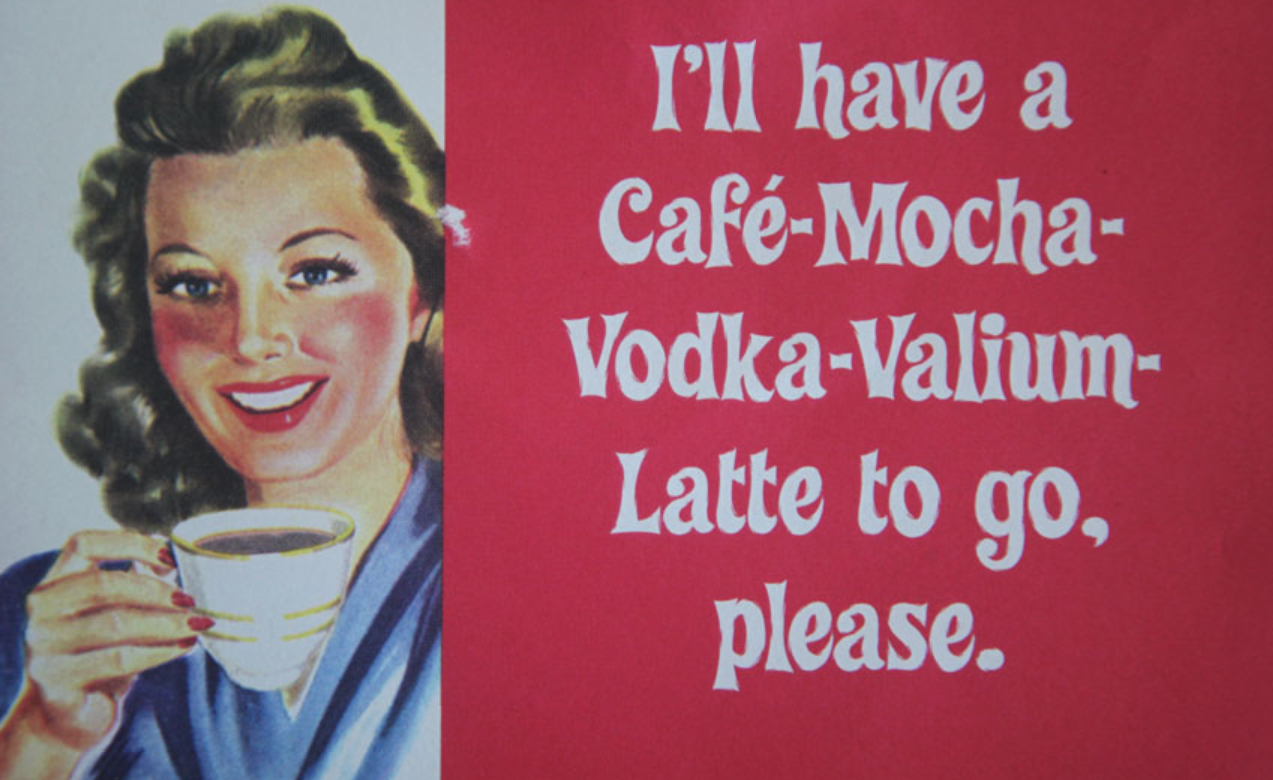 I'll have a
Café-Mocha-
Vodka-Valium-
Latte to go,
please.